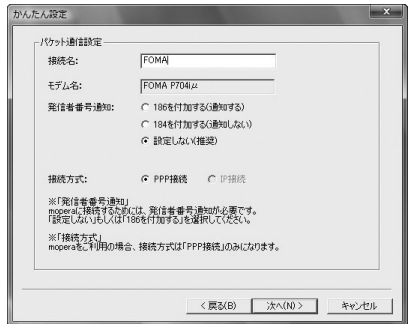 かんたん設定
パケット通信設定
接続名:
FOMA
モデム名:
FOMA P704iμ
発信者番号通知:
186を付加する(通知する)
184を付加する(通知しない)
設定しない(推奨)
接続方式:
PPP接続
IP接続
※「発信者番号通知」
moperaに接続するためには、発信者番号通知が必要です。
「設定しない」もしくは「186を付加する」を選択してください。
※「接続方式」
moperaをご利用の場合、接続方式は「PPP接続」のみになります。
< 戻る(B)
次へ(N) >
キャンセル